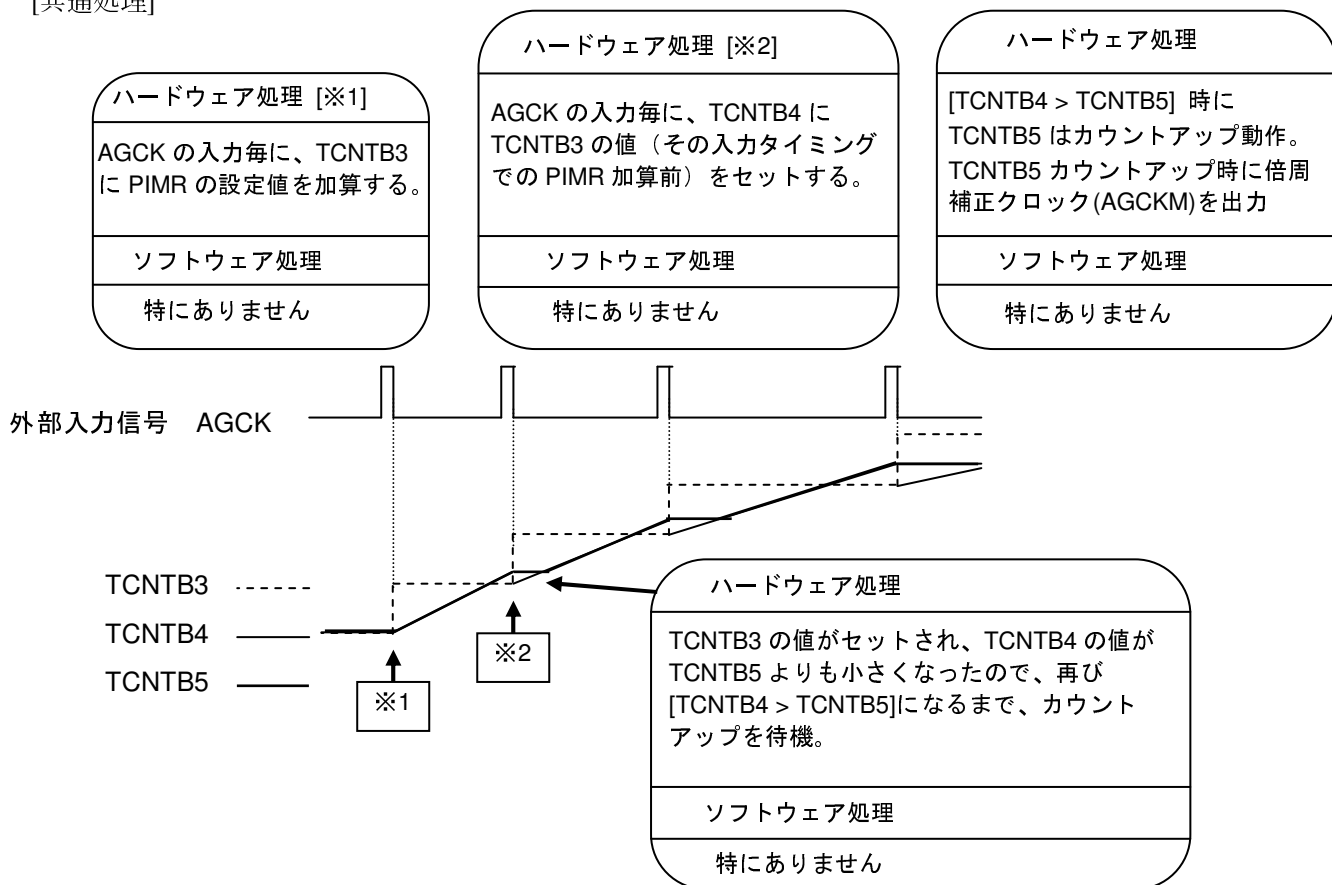 [共通処理]
ハードウェア処理 [※1]
AGCK の入力毎に、TCNTB3
に PIMR の設定値を加算する。
ソフトウェア処理
特にありません
ハードウェア処理 [※2]
AGCK の入力毎に、TCNTB4 に
TCNTB3 の値（その入力タイミング
での PIMR 加算前）をセットする。
ソフトウェア処理
特にありません
ハードウェア処理
[TCNTB4 > TCNTB5] 時に
TCNTB5 はカウントアップ動作。
TCNTB5 カウントアップ時に倍周
補正クロック(AGCKM)を出力
ソフトウェア処理
特にありません
外部入力信号 AGCK
TCNTB3
TCNTB4
TCNTB5
※1
※2
ハードウェア処理
TCNTB3 の値がセットされ、TCNTB4 の値が
TCNTB5 よりも小さくなったので、再び
[TCNTB4 > TCNTB5]になるまで、カウント
アップを待機。
ソフトウェア処理
特にありません